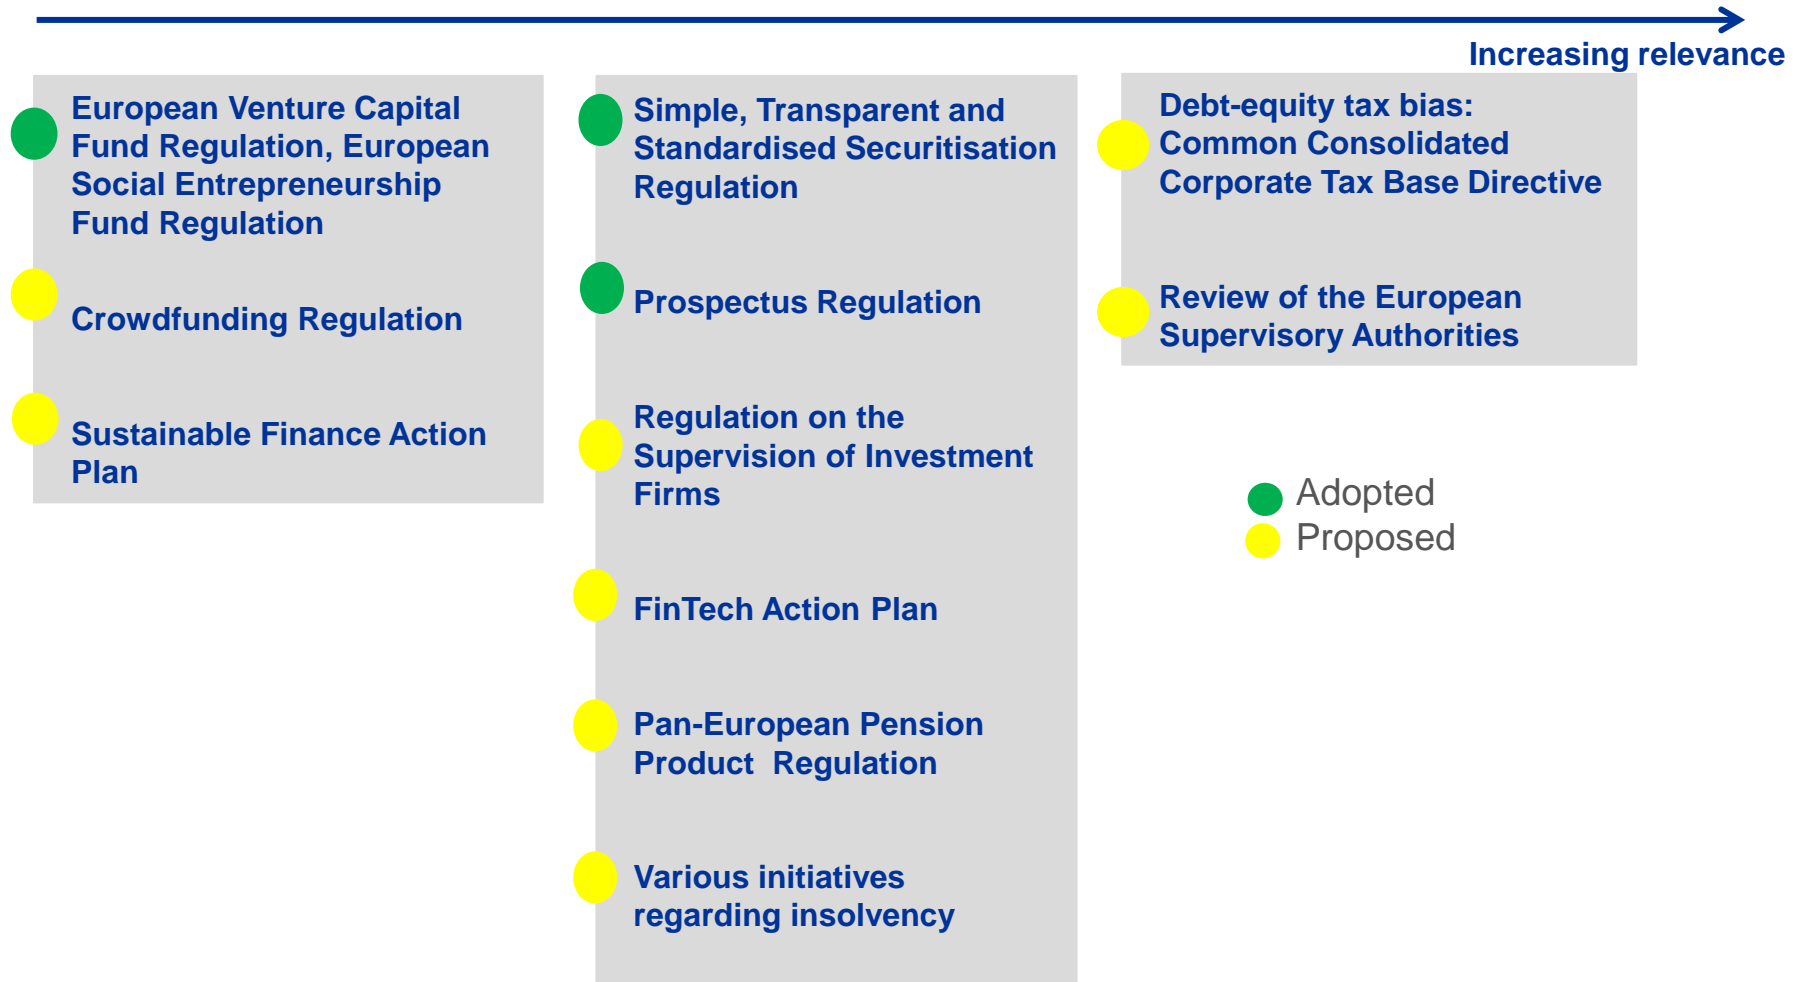 Increasing relevance
European Venture Capital
Fund Regulation, European
Social Entrepreneurship
Fund Regulation
Crowdfunding Regulation
Sustainable Finance Action
Plan
Simple, Transparent and
Standardised Securitisation
Regulation
Prospectus Regulation
Regulation on the
Supervision of Investment
Firms
FinTech Action Plan
Pan-European Pension
Product  Regulation
Various initiatives
regarding insolvency
Debt-equity tax bias:
Common Consolidated
Corporate Tax Base Directive
Review of the European
Supervisory Authorities
Adopted
Proposed